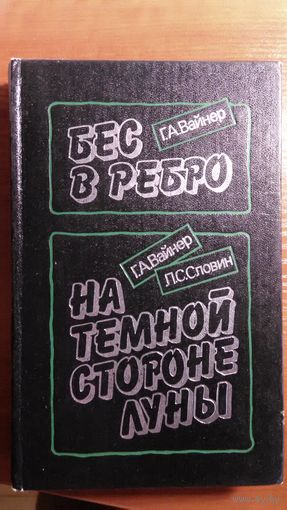 Г.А.Вайнер
БЕС
В РЕБРО
Г.А.Вайнер
Л.С.Словин
НА
ТЕМНОЙ
СТОРОНЕ
ЛУНЫ